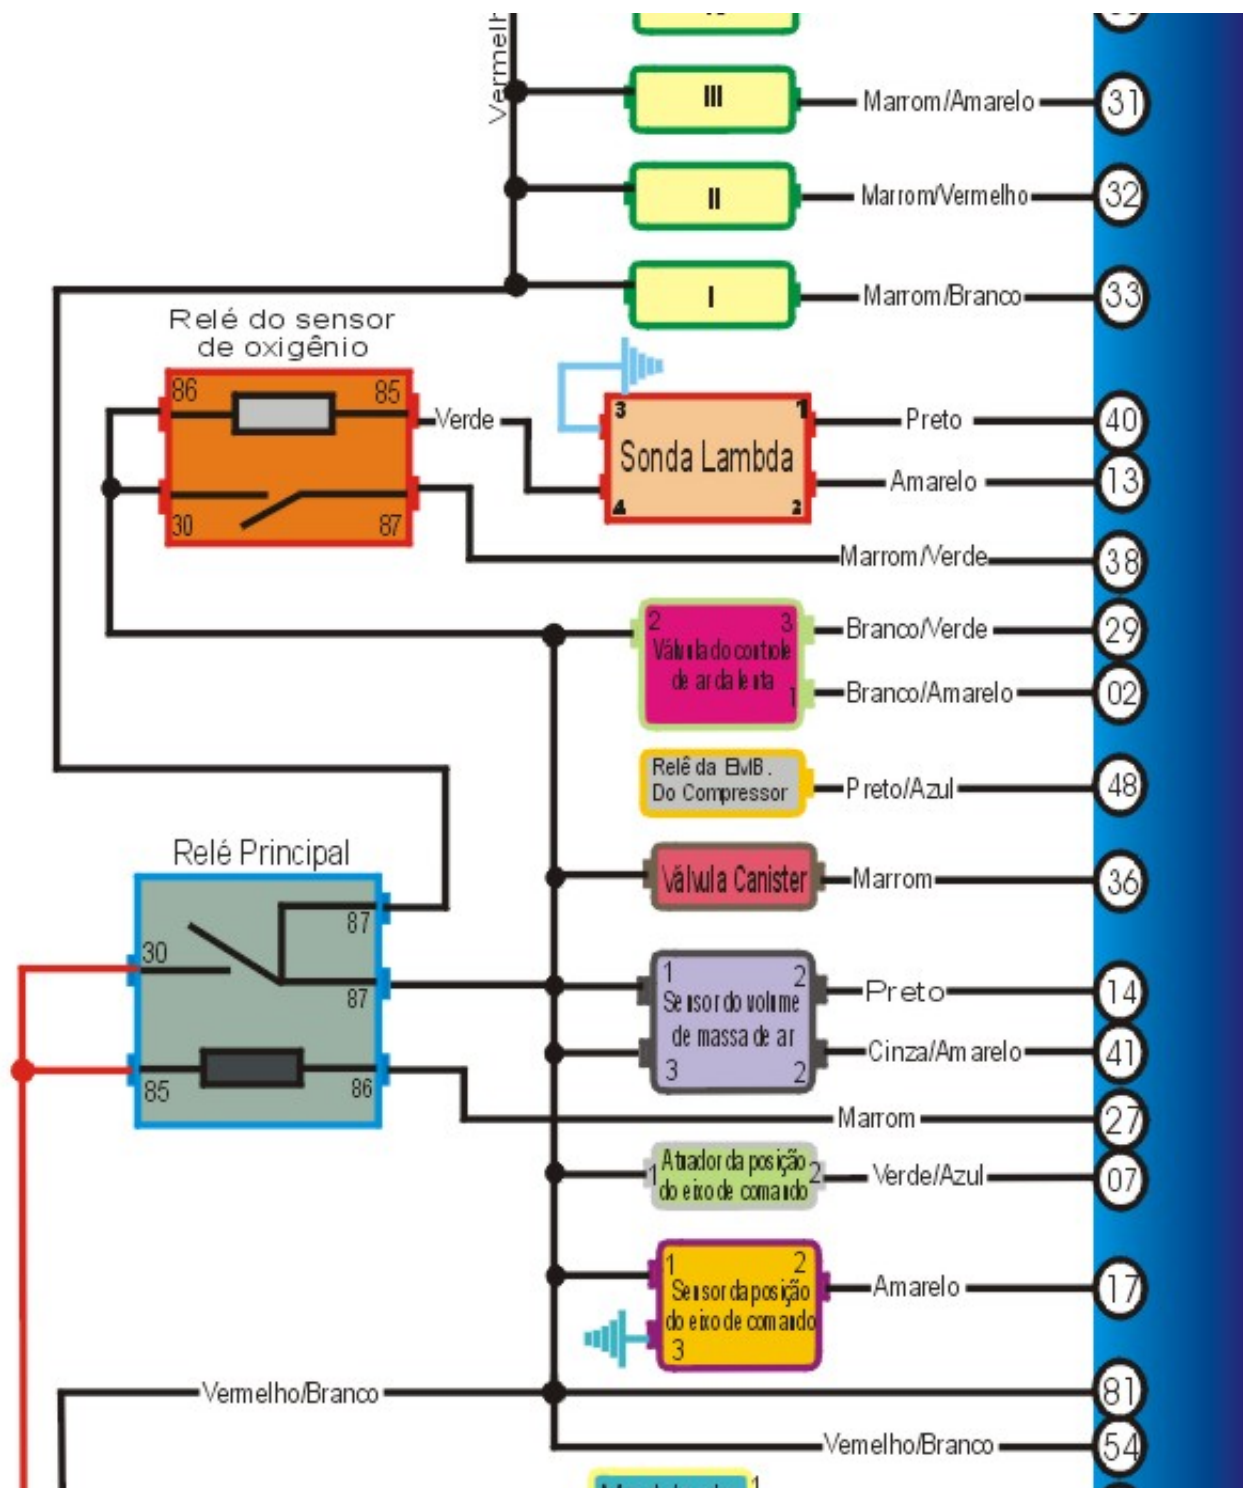 Vermelh
III
Marrom/Amarelo
31
II
Marrom/Vermelho
32
I
Marrom/Branco
33
Relé do sensor
de oxigênio
86
85
30
87
Verde
3
1
Sonda Lambda
4
2
Preto
40
Amarelo
13
Marrom/Verde
38
2
3
Válvula do controle
de ar da lenta
1
Branco/Verde
29
Branco/Amarelo
02
Relê da EMB.
Do Compressor
Preto/Azul
48
Relé Principal
30
87
87
85
86
Válvula Canister
Marrom
36
1
2
Sensor do volume
de massa de ar
3
2
Preto
14
Cinza/Amarelo
41
Marrom
27
1
Atuador da posição
do eixo de comando
2
Verde/Azul
07
1
2
Sensor da posição
do eixo de comando
3
Amarelo
17
Vermelho/Branco
81
Vemelho/Branco
54
1